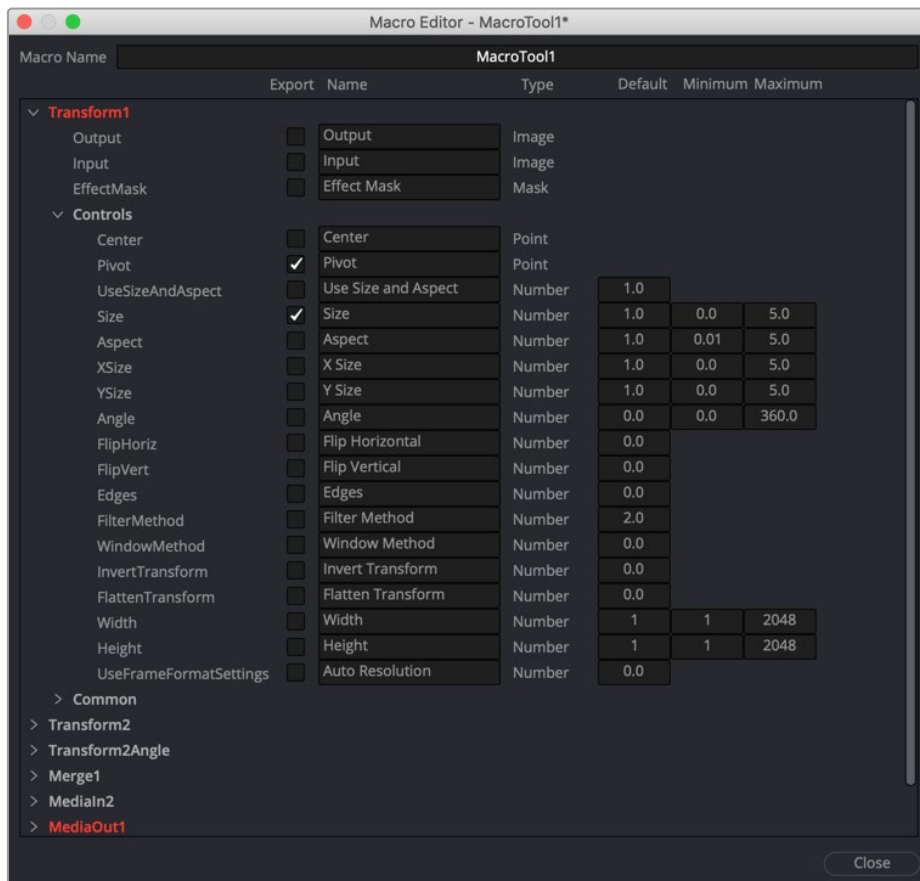 Macro Editor - MacroTool1*
Macro Name MacroTool1
Export Name Type Default Minimum Maximum
Transform1
Output Output Image
Input Input Image
EffectMask Effect Mask Mask
Controls
Center Center Point
Pivot Pivot Point
UseSizeAndAspect Use Size and Aspect Number 1.0
Size Size Number 1.0 0.0 5.0
Aspect Aspect Number 1.0 0.01 5.0
XSize X Size Number 1.0 0.0 5.0
YSize Y Size Number 1.0 0.0 5.0
Angle Angle Number 0.0 0.0 360.0
FlipHoriz Flip Horizontal Number 0.0
FlipVert Flip Vertical Number 0.0
Edges Edges Number 0.0
FilterMethod Filter Method Number 2.0
WindowMethod Window Method Number 0.0
InvertTransform Invert Transform Number 0.0
FlattenTransform Flatten Transform Number 0.0
Width Width Number 1 1 2048
Height Height Number 1 1 2048
UseFrameFormatSettings Auto Resolution Number 0.0
Common
Transform2
Transform2Angle
Merge1
MediaIn2
MediaOut1
Close